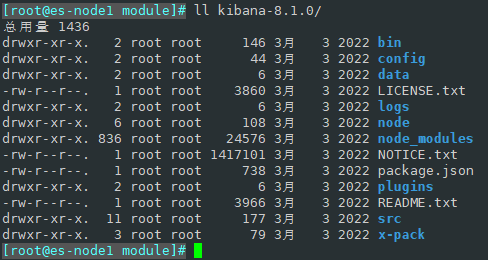 [root@es-node1 module]# ll kibana-8.1.0/
总用量 1436
drwxr-xr-x.   2 root root     146 3月   3 2022 bin
drwxr-xr-x.   2 root root      44 3月   3 2022 config
drwxr-xr-x.   2 root root       6 3月   3 2022 data
-rw-r--r--.   1 root root    3860 3月   3 2022 LICENSE.txt
drwxr-xr-x.   2 root root       6 3月   3 2022 logs
drwxr-xr-x.   6 root root     108 3月   3 2022 node
drwxr-xr-x. 836 root root   24576 3月   3 2022 node_modules
-rw-r--r--.   1 root root 1417101 3月   3 2022 NOTICE.txt
-rw-r--r--.   1 root root     738 3月   3 2022 package.json
drwxr-xr-x.   2 root root       6 3月   3 2022 plugins
-rw-r--r--.   1 root root    3966 3月   3 2022 README.txt
drwxr-xr-x.  11 root root     177 3月   3 2022 src
drwxr-xr-x.   3 root root      79 3月   3 2022 x-pack
[root@es-node1 module]#